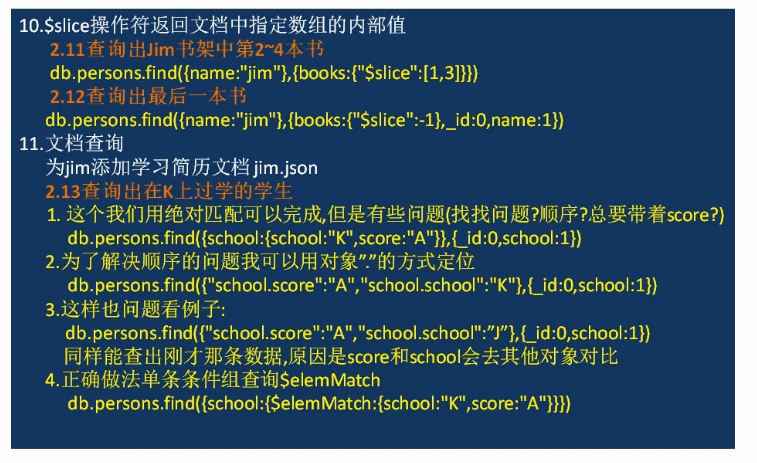 10.$slice操作符返回文档中指定数组的内部值
2.11查询出Jim书架中第2~4本书
db.persons.find({name:"jim"},{books:{"$slice":[1,3]}})
2.12查询出最后一本书
db.persons.find({name:"jim"},{books:{"$slice":-1},_id:0,name:1})
11.文档查询
为jim添加学习简历文档 jim.json
2.13查询出在K上过学的学生
1. 这个我们用绝对匹配可以完成,但是有些问题(找找问题?顺序?总要带着score?)
db.persons.find({school:{school:"K",score:"A"}},{_id:0,school:1})
2.为了解决顺序的问题我可以用对象”.”的方式定位
db.persons.find({"school.score":"A","school.school":"K"},{_id:0,school:1})
3.这样也问题看例子:
db.persons.find({"school.score":"A","school.school":”J”},{_id:0,school:1})
同样能查出刚才那条数据,原因是score和school会去其他对象对比
4.正确做法单条条件组查询$elemMatch
db.persons.find({school:{$elemMatch:{school:"K",score:"A"}}})